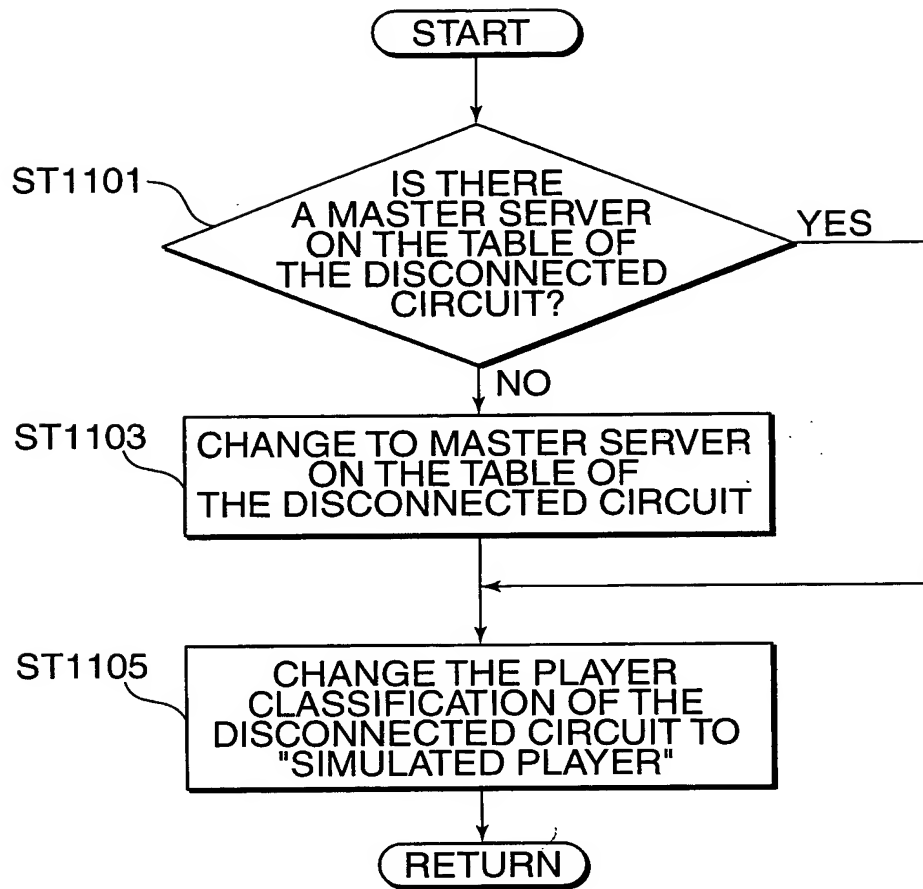 START
ST1101
IS THERE
A MASTER SERVER
ON THE TABLE OF
THE DISCONNECTED
CIRCUIT?
YES
NO
ST1103
CHANGE TO MASTER SERVER
ON THE TABLE OF
THE DISCONNECTED CIRCUIT
ST1105
CHANGE THE PLAYER
CLASSIFICATION OF THE
DISCONNECTED CIRCUIT TO
"SIMULATED PLAYER"
RETURN